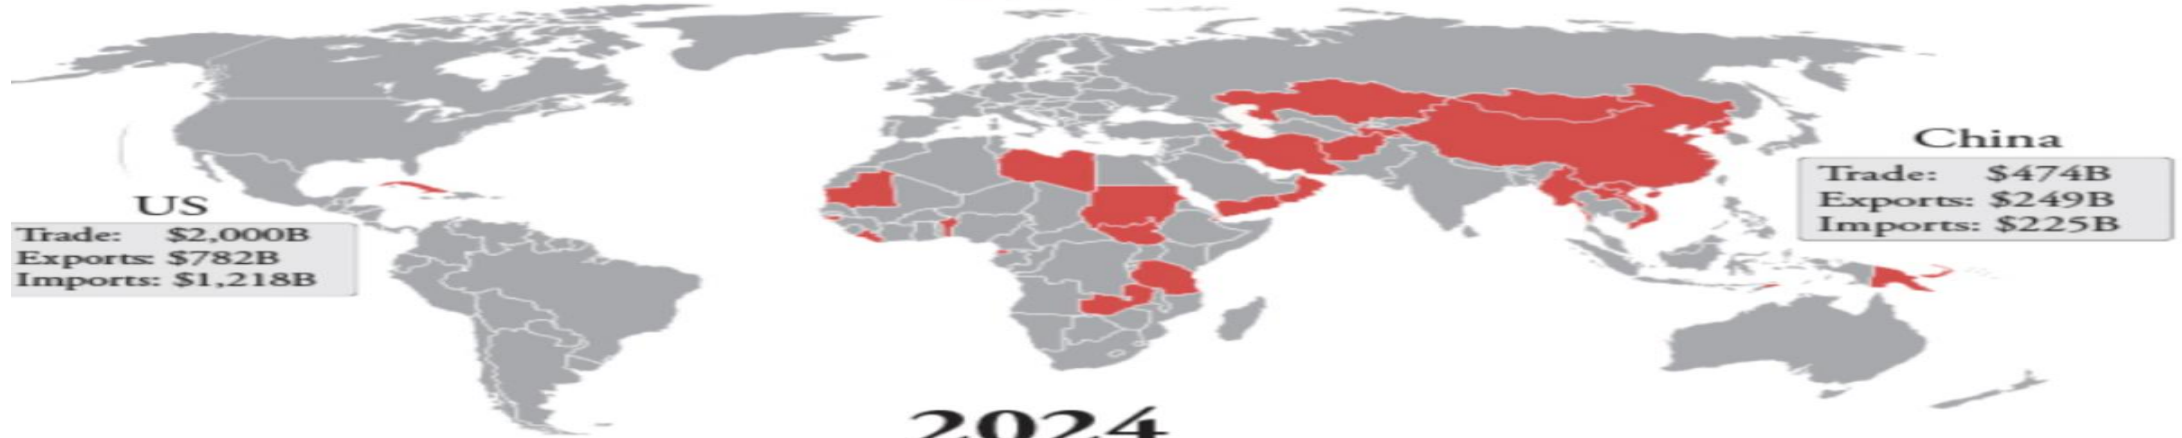 China
Trade: $474B
Exports: $249B
Imports: $225B
US
Trade: $2,000B
Exports: $782B
Imports: $1,218B
2024